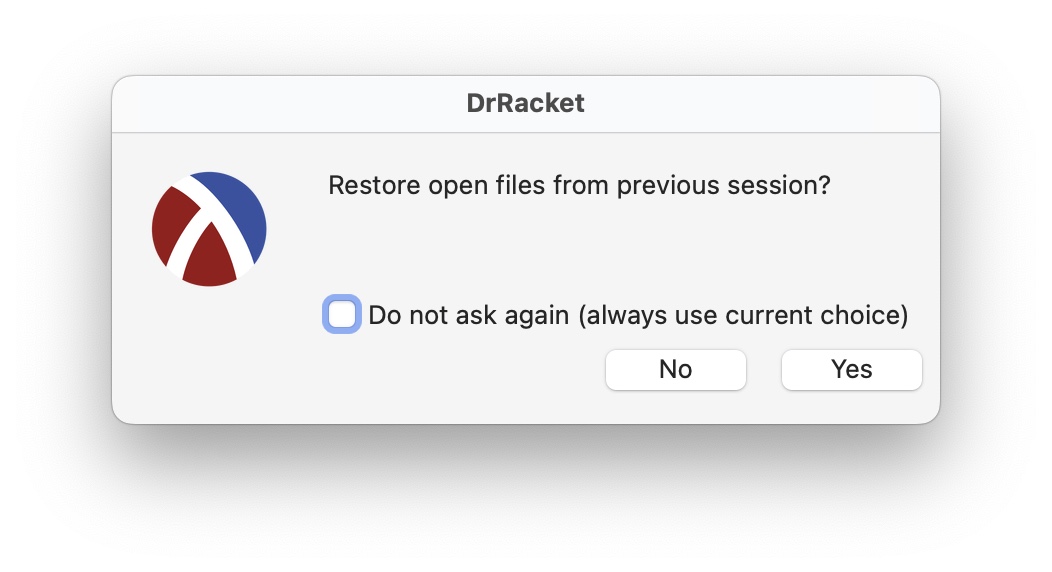 DrRacket
Restore open files from previous session?
Do not ask again (always use current choice)
No
Yes